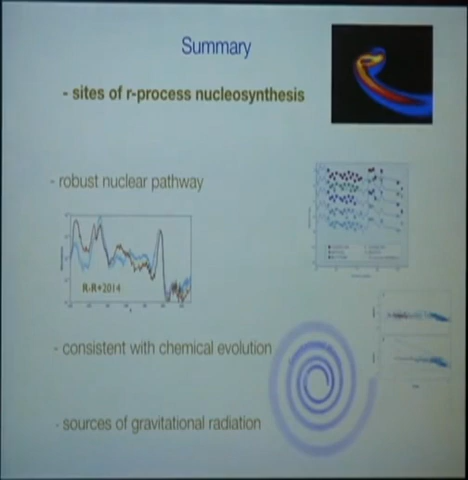 Summary
- sites of r-process nucleosynthesis
- robust nuclear pathway
R-R+2014
- consistent with chemical evolution
- sources of gravitational radiation